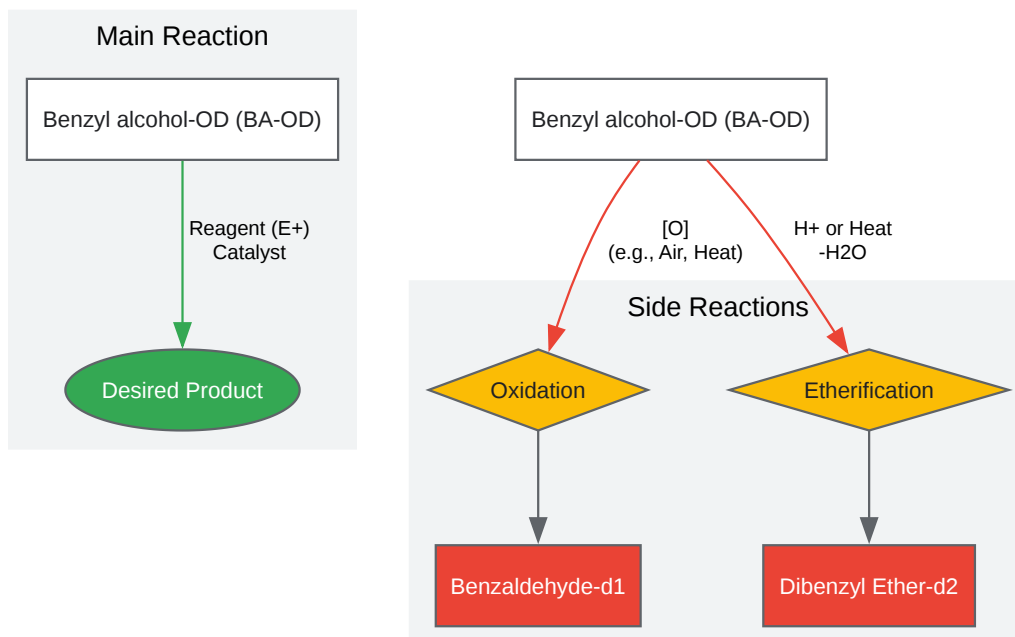 Main Reaction
Benzyl alcohol-OD (BA-OD)
Reagent (E+)
Catalyst
Desired Product
Benzyl alcohol-OD (BA-OD)
[O]
(e.g., Air, Heat)
H+ or Heat
-H2O
Side Reactions
Oxidation
Etherification
Benzaldehyde-d1
Dibenzyl Ether-d2